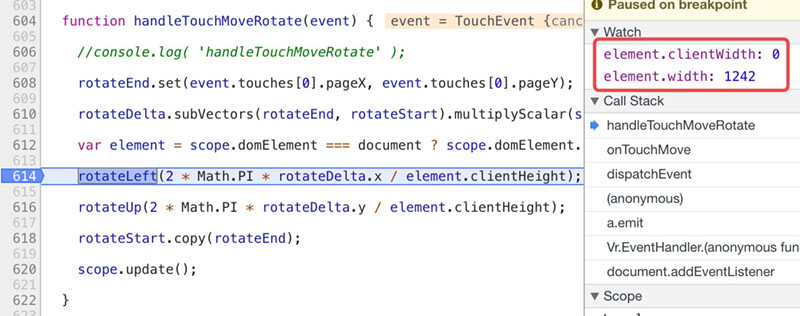 603
604 function handleTouchMoveRotate(event) { event = TouchEvent {canc
605
606 //console.log( 'handleTouchMoveRotate' );
607
608 rotateEnd.set(event.touches[0].pageX, event.touches[0].pageY);
609
610 rotateDelta.subVectors(rotateEnd, rotateStart).multiplyScalar(s
611
612 var element = scope.domElement === document ? scope.domElement.
613
614 rotateLeft(2 * Math.PI * rotateDelta.x / element.clientHeight);
615
616 rotateUp(2 * Math.PI * rotateDelta.y / element.clientHeight);
617
618 rotateStart.copy(rotateEnd);
619
620 scope.update();
621
622 }
623
Paused on breakpoint
Watch
element.clientWidth: 0
element.width: 1242
Call Stack
handleTouchMoveRotate
onTouchMove
dispatchEvent
(anonymous)
a.emit
Vr.EventHandler.(anonymous func
document.addEventListener
Scope